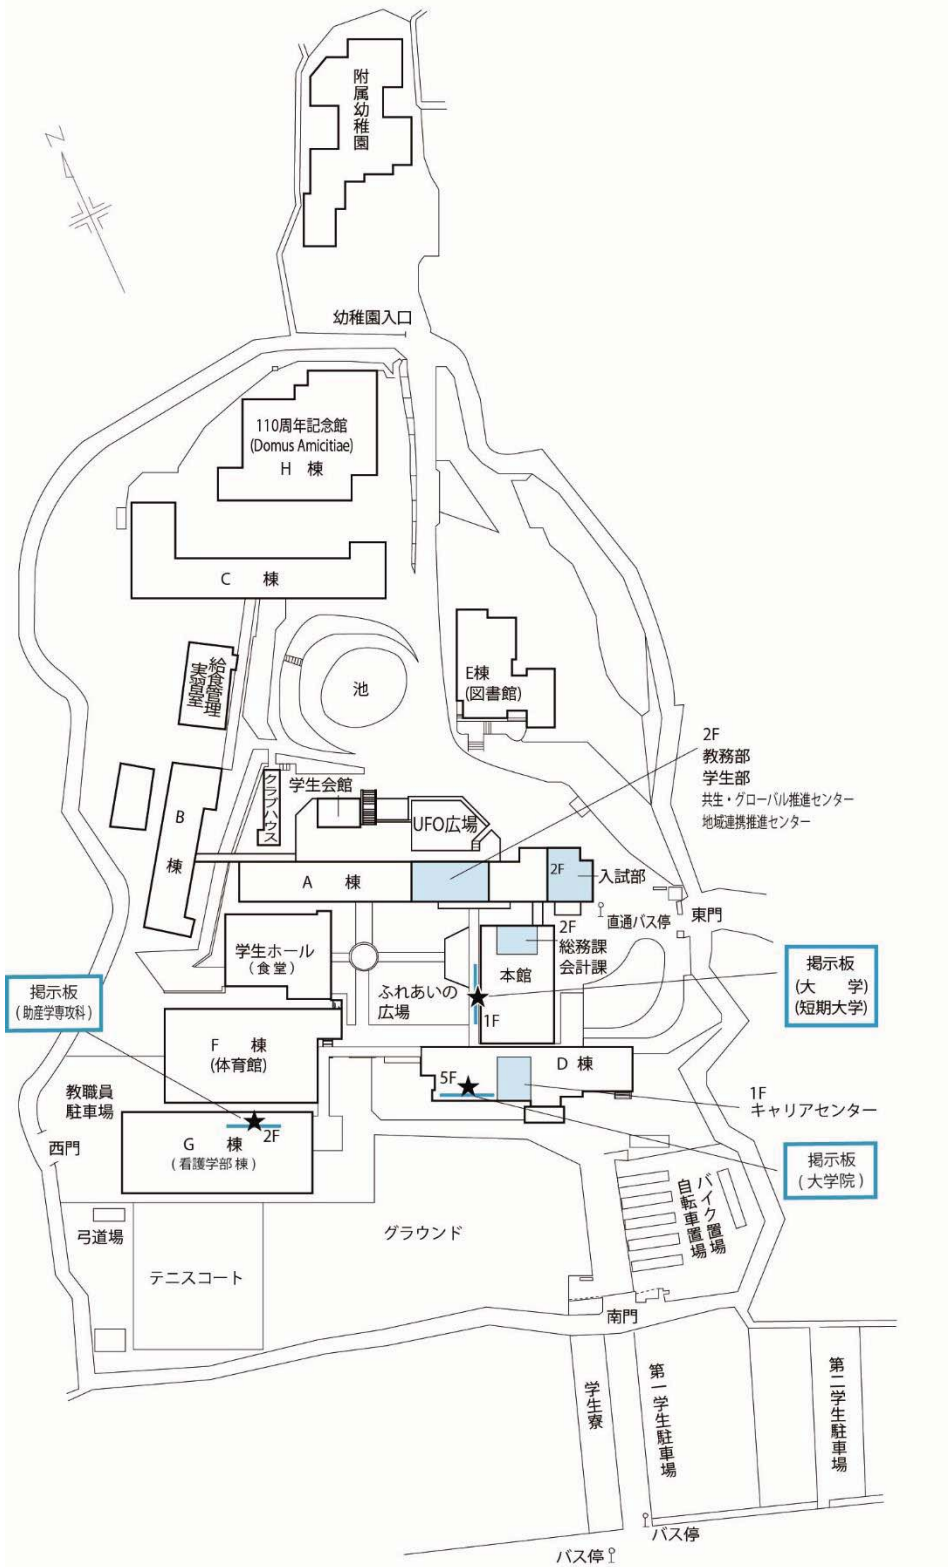 附属幼稚園
N
幼稚園入口
110周年記念館
(Domus Amicitiae)
H 棟
C 棟
給食管理
実習室
池
E棟
(図書館)
2F
教務部
学生部
共生・グローバル推進センター
地域連携推進センター
学生会館
クラブハウス
UFO広場
B 棟
A 棟
2F
入試部
直通バス停
東門
学生ホール
(食堂)
2F
総務課
会計課
本館
ふれあいの
広場
1F
掲示板
(大 学)
(短期大学)
掲示板
(助産学専攻科)
F 棟
(体育館)
D 棟
5F
1F
キャリアセンター
教職員
駐車場
西門
2F
G 棟
(看護学部棟)
掲示板
(大学院)
バイク置場
自転車置場
弓道場
グラウンド
テニスコート
南門
学生寮
第一学生駐車場
第二学生駐車場
バス停
バス停